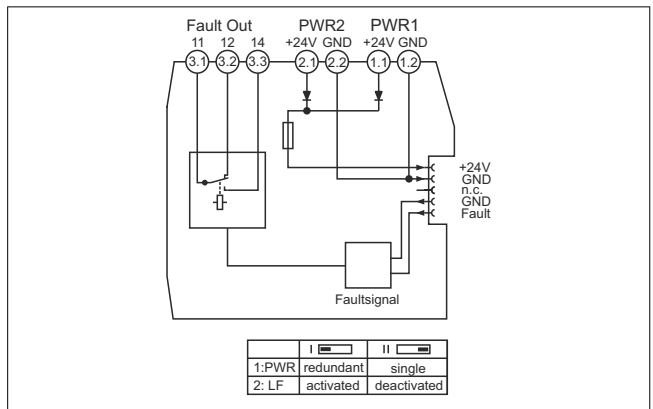 Fault Out PWR2 PWR1
11 12 14 +24V GND +24V GND
3.1 3.2 3.3 2.1 2.2 1.1 1.2
+24V
GND
n.c.
GND
Fault
Faultsignal
I II
1:PWR redundant single
2: LF activated deactivated